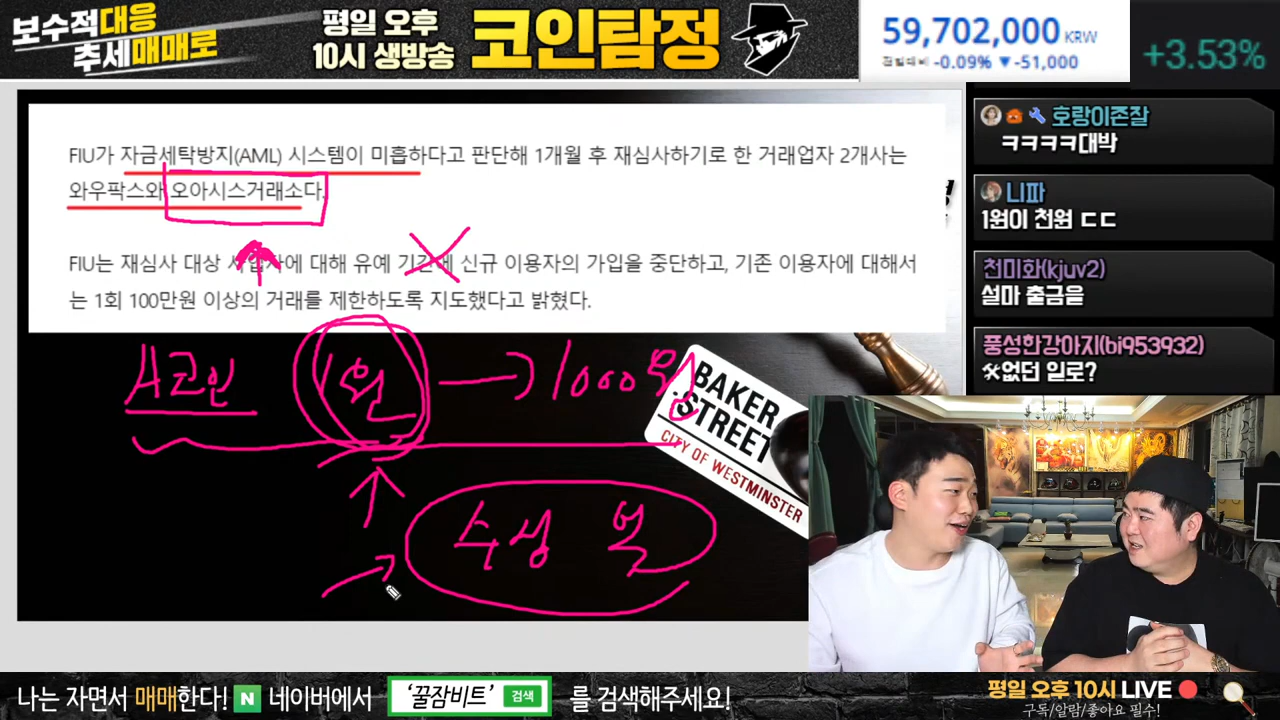 보수적대응
추세매매로
평일 오후
10시 생방송
코인탐정
59,702,000 KRW
전일대비 -0.09% ▼-51,000
+3.53%
FIU가 자금세탁방지(AML) 시스템이 미흡하다고 판단해 1개월 후 재심사하기로 한 거래업자 2개사는
와우팍스와 오아시스거래소다.
FIU는 재심사 대상 사업자에 대해 유예 기간에 신규 이용자의 가입을 중단하고, 기존 이용자에 대해서
는 1회 100만원 이상의 거래를 제한하도록 지도했다고 밝혔다.
A코인 1원 → 1000원
수성 벗
BAKER
STREET
CITY OF WESTMINSTER
호랑이존잘
ㅋㅋㅋㅋ대박
니파
1원이 천원 ㄷㄷ
천미화(kjuv2)
설마 출금을
풍성한강아지(bi953932)
없던 일로?
나는 자면서 매매한다! N 네이버에서 '꿀잠비트' 검색 를 검색해주세요!
평일 오후 10시 LIVE
구독/알람/좋아요 필수!